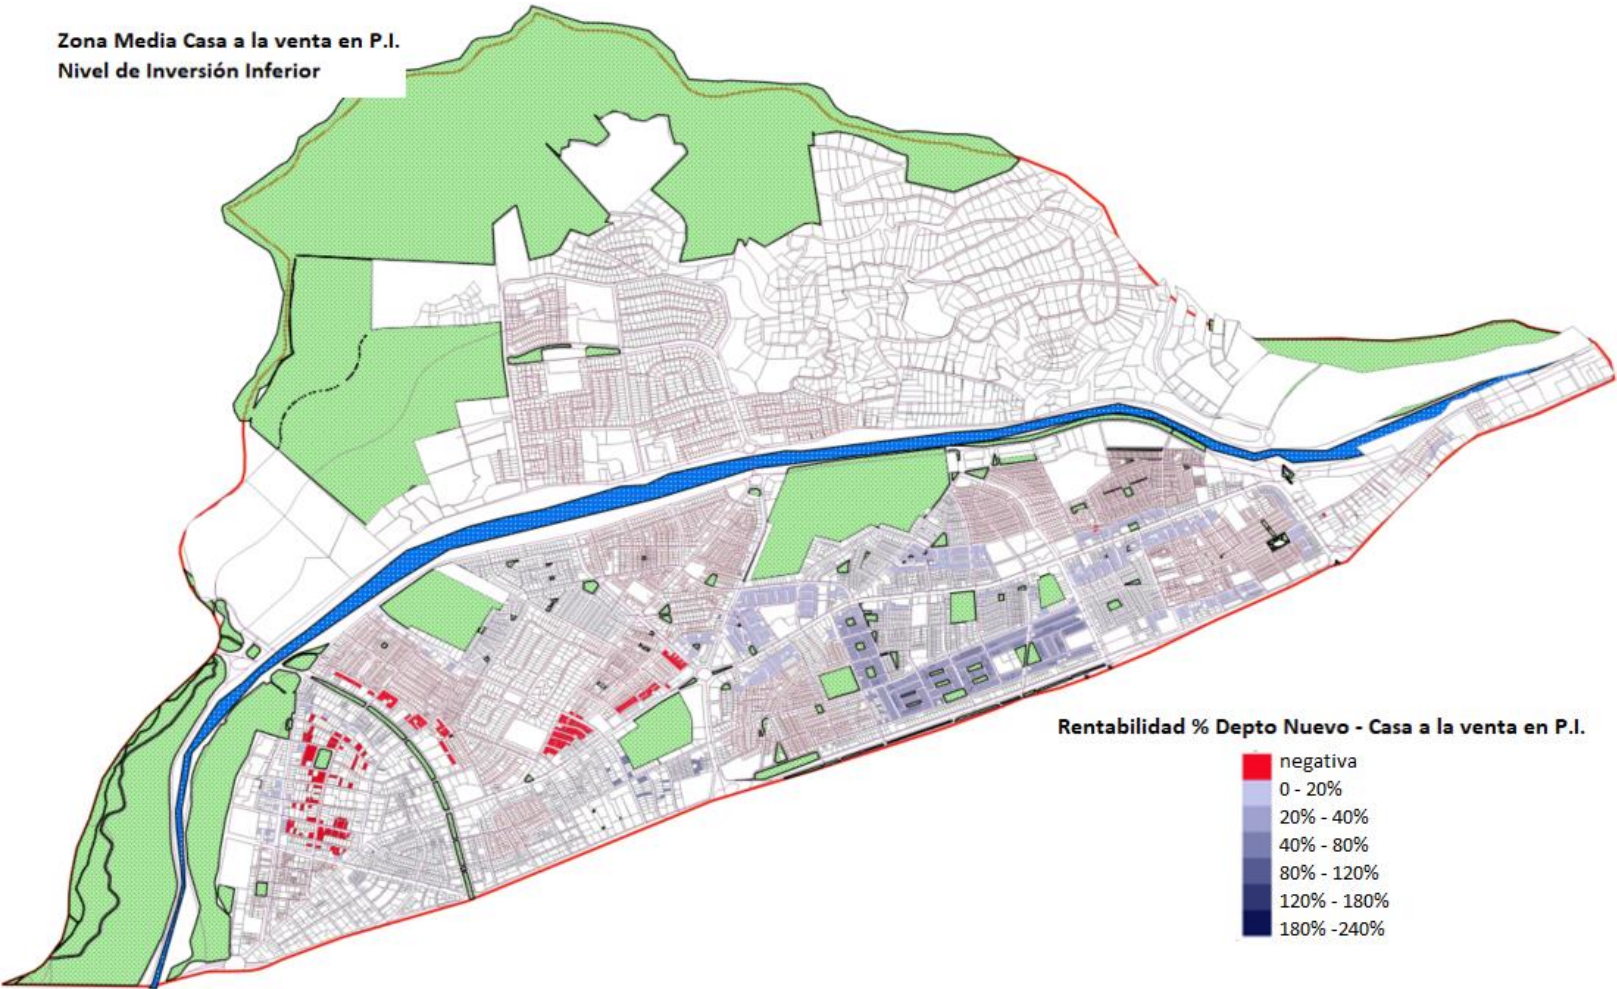 Zona Media Casa a la venta en P.I.
Nivel de Inversión Inferior
Rentabilidad % Depto Nuevo - Casa a la venta en P.I.
negativa
0 - 20%
20% - 40%
40% - 80%
80% - 120%
120% - 180%
180% -240%